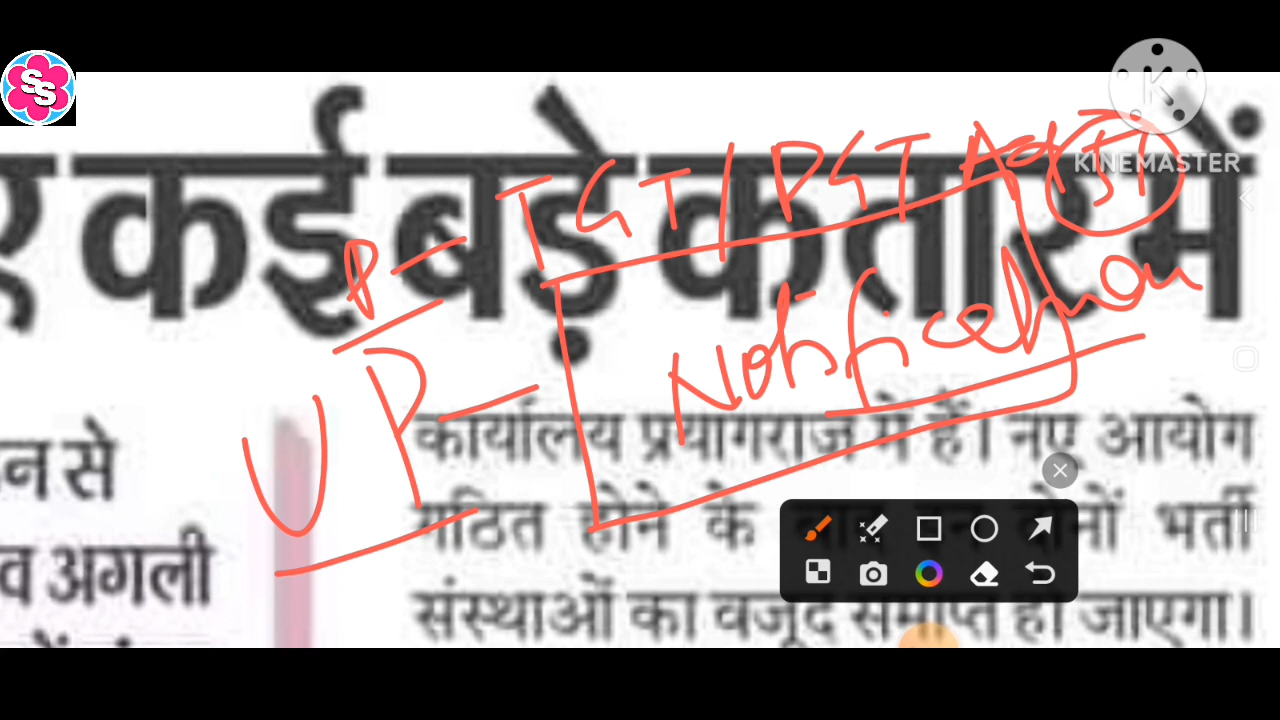 SS
KINEMASTER
ए कई बड़े कतार में
TGT/ PGT
P-
Notification
UP-
कार्यालय प्रयागराज में हैं। नए आयोग
न से
गठित होने के बाद इन दोनों भर्ती
व अगली
संस्थाओं का वजूद समाप्त हो जाएगा।